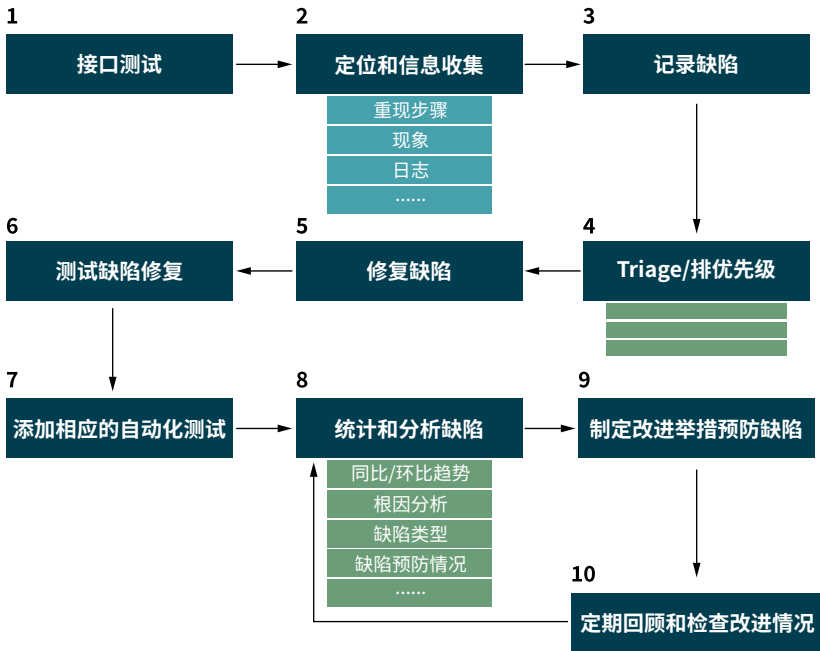 1
接口测试
2
定位和信息收集
重现步骤
现象
日志
……
3
记录缺陷
4
Triage/排优先级
5
修复缺陷
6
测试缺陷修复
7
添加相应的自动化测试
8
统计和分析缺陷
同比/环比趋势
根因分析
缺陷类型
缺陷预防情况
……
9
制定改进举措预防缺陷
10
定期回顾和检查改进情况